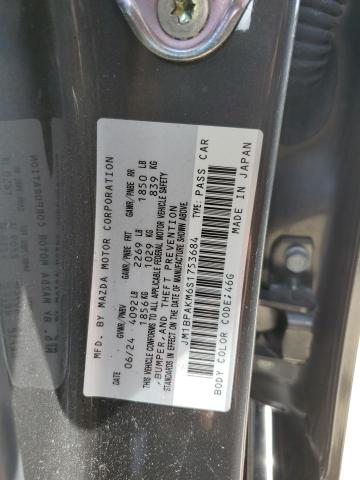 MFD. BY MAZDA MOTOR CORPORATION
DATE GVWR/PNBV GAWR/PNBE FRT GAWR/PNBE RR
06/24 4092LB 2269 LB 1850 LB
1856KG 1029 KG 839 KG
THIS VEHICLE CONFORMS TO ALL APPLICABLE FEDERAL MOTOR VEHICLE SAFETY
,BUMPER,AND THEFT PREVENTION
STANDARDS IN EFFECT ON THE DATE OF MANUFACTURE SHOWN ABOVE.
JM1BPAKM6S1753684 TYPE: PASS CAR
BODY COLOR CODE;46G MADE IN JAPAN